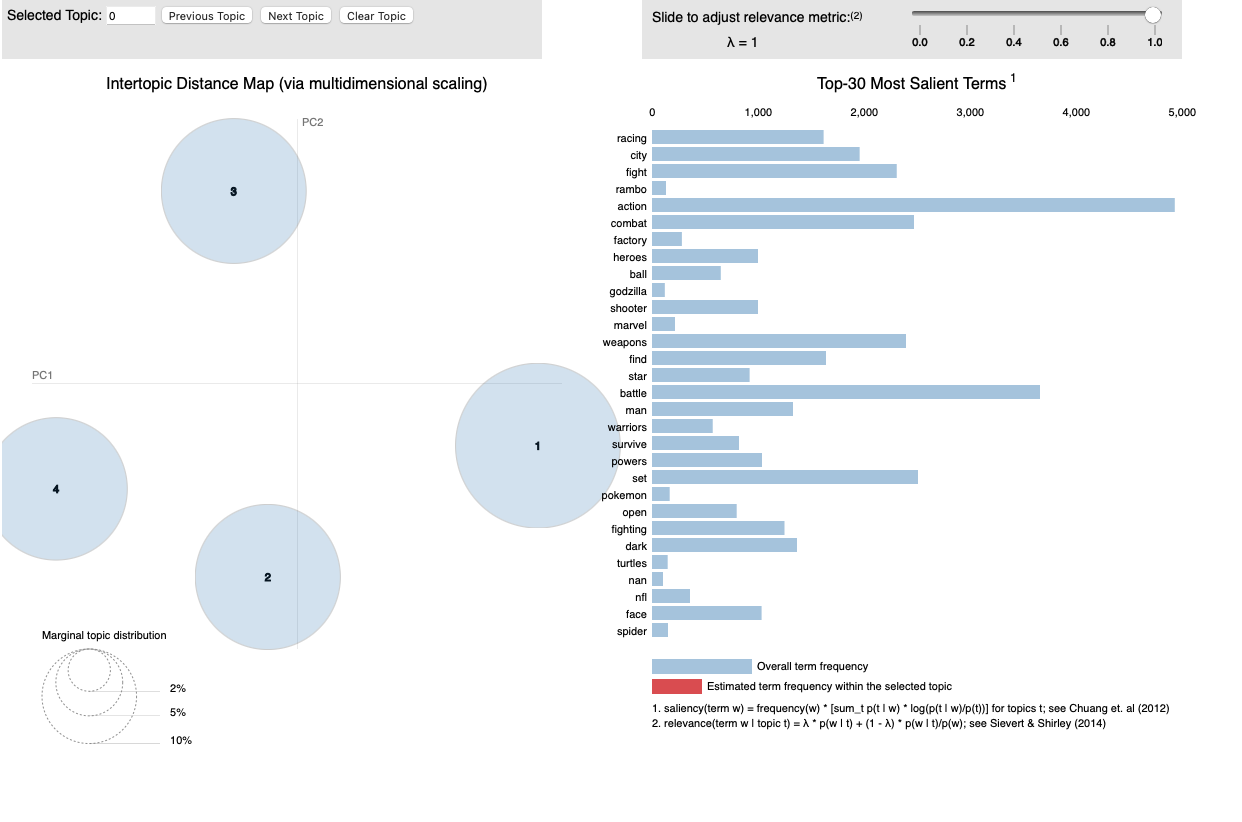 Selected Topic: 0 Previous Topic Next Topic Clear Topic
Slide to adjust relevance metric:(2)
λ = 1
0.0 0.2 0.4 0.6 0.8 1.0
Intertopic Distance Map (via multidimensional scaling)
PC2
PC1
3
1
4
2
Marginal topic distribution
2%
5%
10%
Top-30 Most Salient Terms 1
0 1,000 2,000 3,000 4,000 5,000
racing
city
fight
rambo
action
combat
factory
heroes
ball
godzilla
shooter
marvel
weapons
find
star
battle
man
warriors
survive
powers
set
pokemon
open
fighting
dark
turtles
nan
nfl
face
spider
Overall term frequency
Estimated term frequency within the selected topic
1. saliency(term w) = frequency(w) * [sum_t p(t | w) * log(p(t | w)/p(t))] for topics t; see Chuang et. al (2012)
2. relevance(term w | topic t) = λ * p(w | t) + (1 - λ) * p(w | t)/p(w); see Sievert & Shirley (2014)